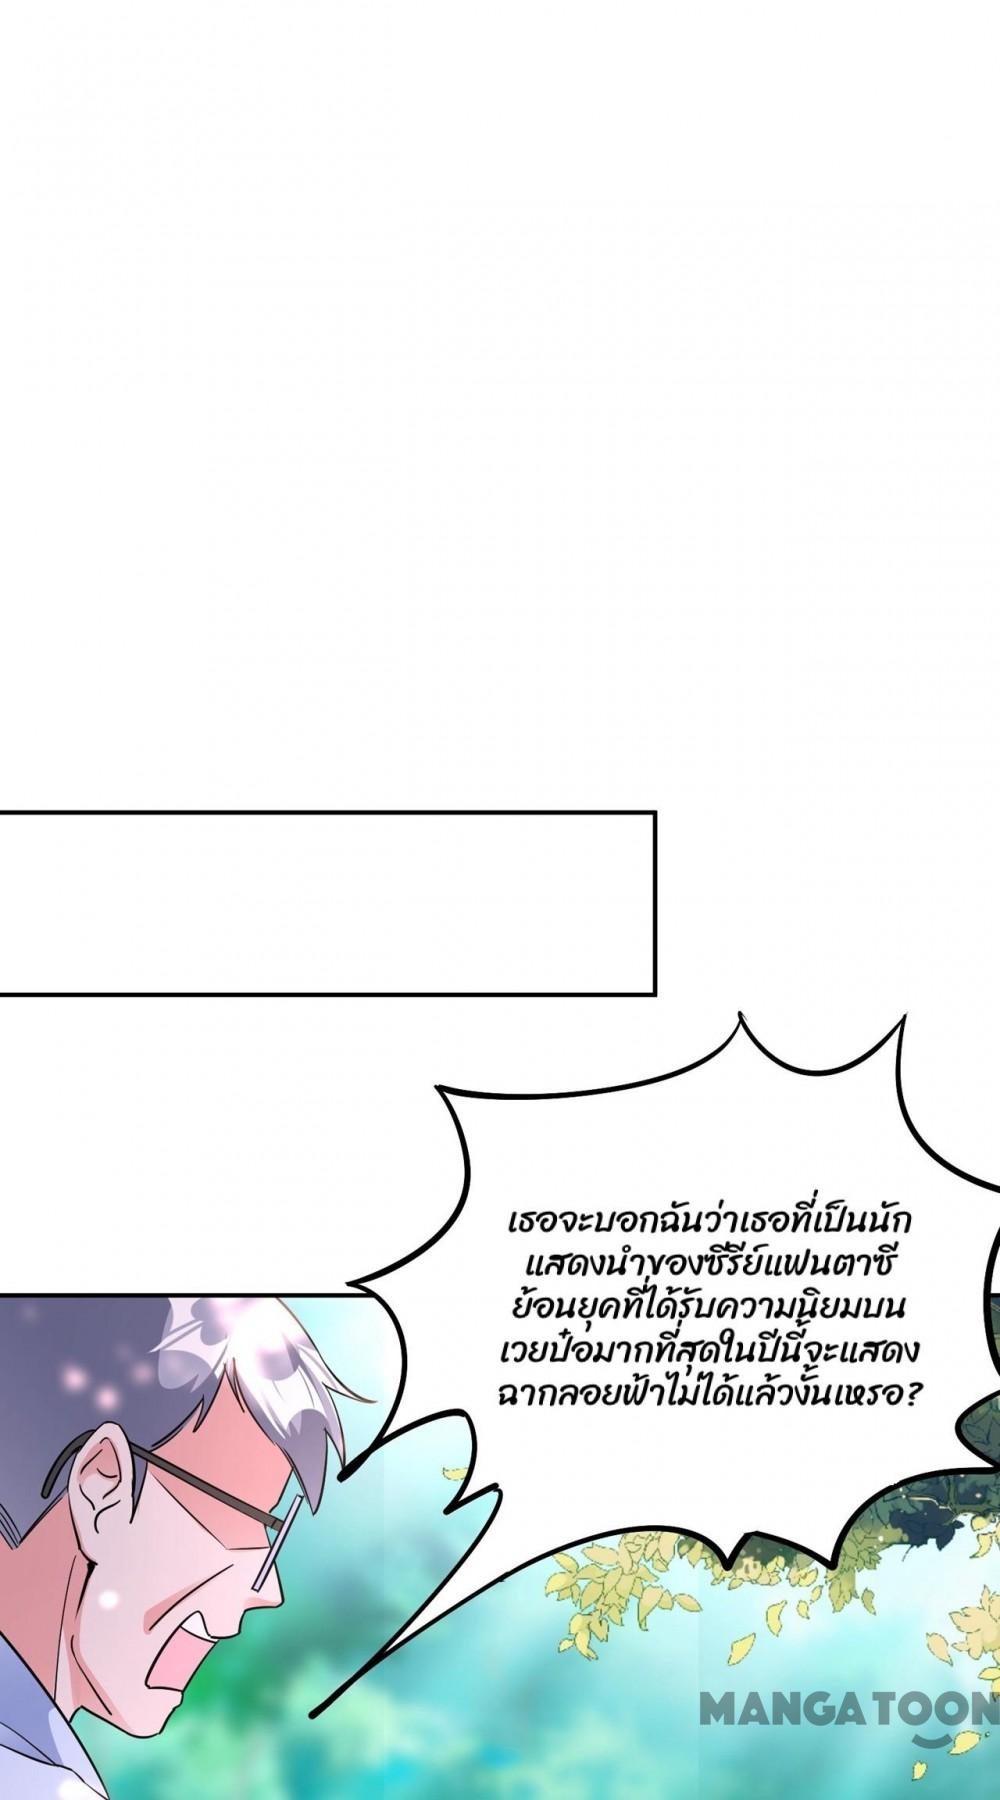 เธอจะบอกฉันว่าเธอที่เป็นนัก
แสดงนำของซีรีย์แฟนตาซี
ย้อนยุคที่ได้รับความนิยมบน
เวยป๋อมากที่สุดในปีนี้จะแสดง
ฉากลอยฟ้าไม่ได้แล้วงั้นเหรอ?
MANGATOON